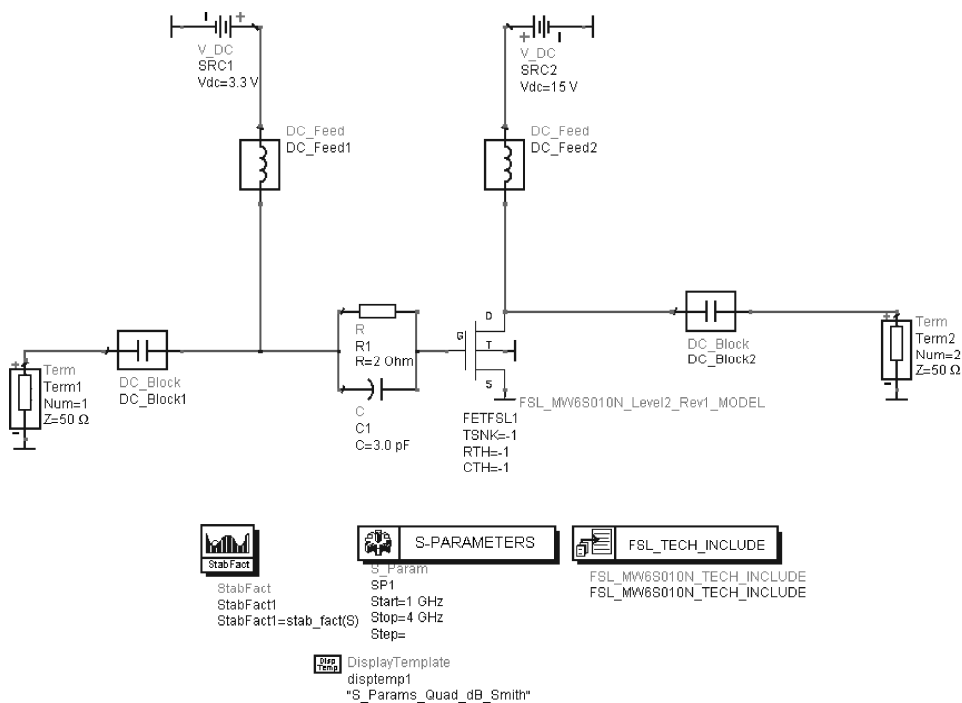 V_DC
SRC1
Vdc=3.3 V
V_DC
SRC2
Vdc=15 V
DC_Feed
DC_Feed1
DC_Feed
DC_Feed2
Term
Term1
Num=1
Z=50 Ω
DC_Block
DC_Block1
R
R1
R=2 Ohm
C
C1
C=3.0 pF
D
G
T
S
FSL_MW6S010N_Level2_Rev1_MODEL
FETFSL1
TSNK=-1
RTH=-1
CTH=-1
DC_Block
DC_Block2
Term
Term2
Num=2
Z=50 Ω
StabFact
StabFact
StabFact1
StabFact1=stab_fact(S)
S-PARAMETERS
S_Param
SP1
Start=1 GHz
Stop=4 GHz
Step=
FSL_TECH_INCLUDE
FSL_MW6S010N_TECH_INCLUDE
FSL_MW6S010N_TECH_INCLUDE
Disp
Temp
DisplayTemplate
disptemp1
"S_Params_Quad_dB_Smith"